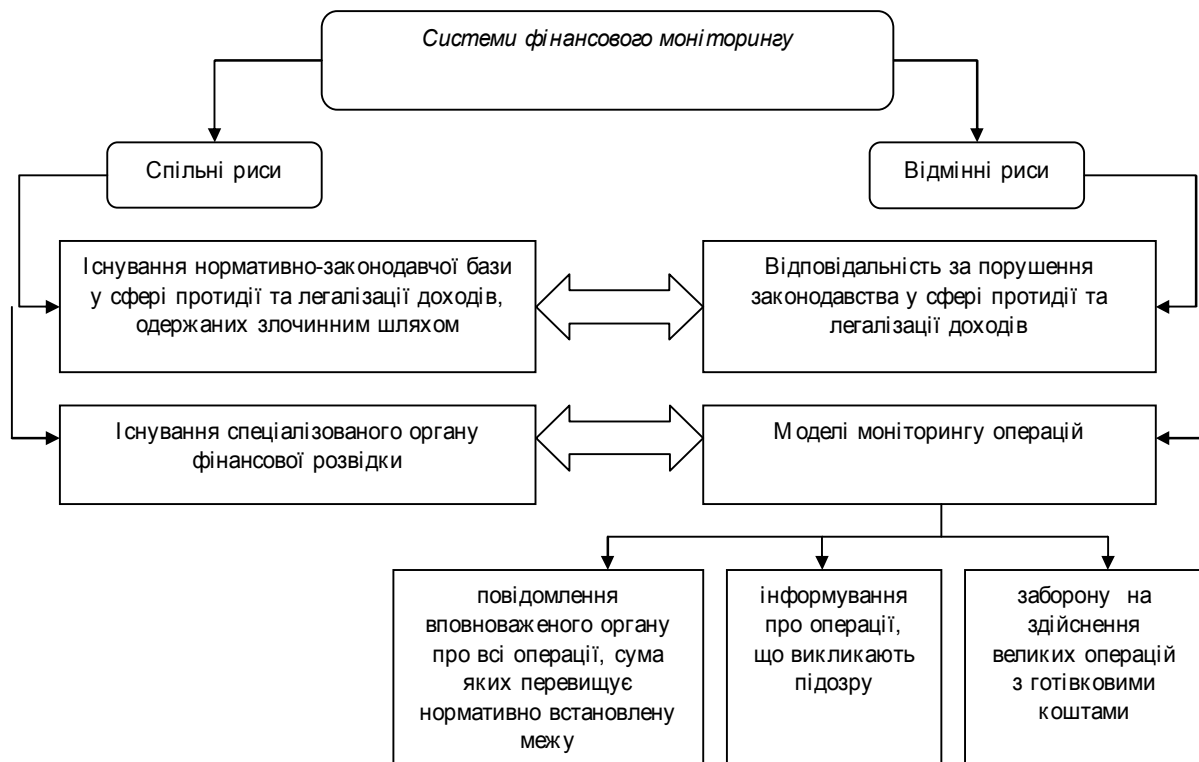 Системи фінансового моніторингу
Спільні риси
Відмінні риси
Існування нормативно-законодавчої бази
у сфері протидії та легалізації доходів,
одержаних злочинним шляхом
Відповідальність за порушення
законодавства у сфері протидії та
легалізації доходів
Існування спеціалізованого органу
фінансової розвідки
Моделі моніторингу операцій
повідомлення
вповноваженого органу
про всі операції, сума
яких перевищує
нормативно встановлену
межу
інформування
про операції,
що викликають
підозру
заборону на
здійснення
великих операцій
з готівковими
коштами